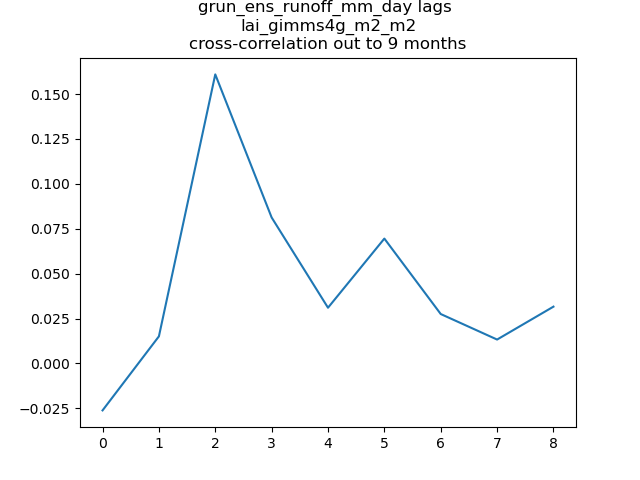 grun_ens_runoff_mm_day lags
lai_gimms4g_m2_m2
cross-correlation out to 9 months
0.150
0.125
0.100
0.075
0.050
0.025
0.000
−0.025
0 1 2 3 4 5 6 7 8